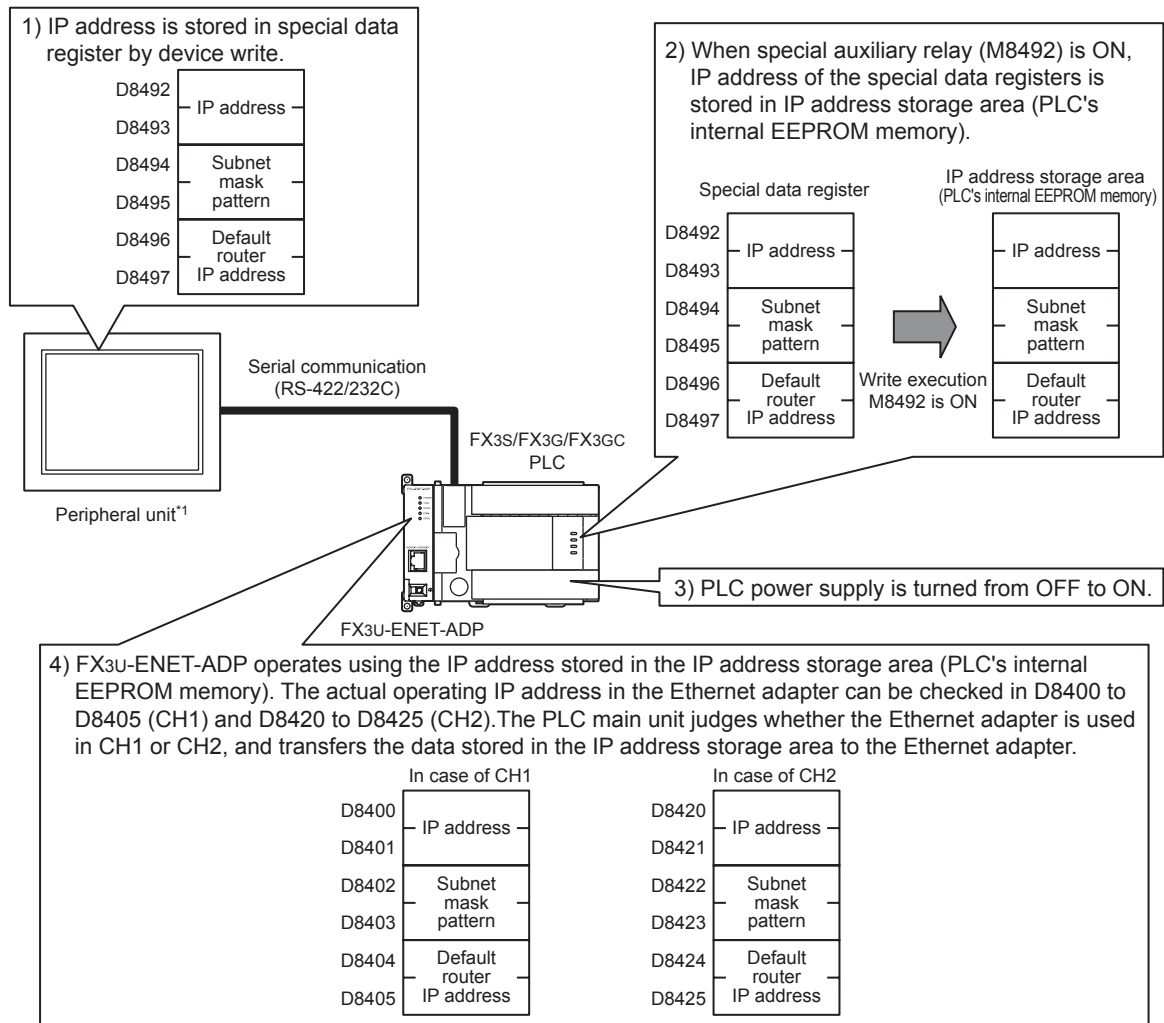 1) IP address is stored in special data
register by device write.
D8492
IP address
D8493
D8494
Subnet
mask
D8495
pattern
D8496
Default
router
D8497
IP address
2) When special auxiliary relay (M8492) is ON,
IP address of the special data registers is
stored in IP address storage area (PLC's
internal EEPROM memory).
Special data register
IP address storage area
(PLC's internal EEPROM memory)
D8492
IP address
D8493
D8494
Subnet
mask
D8495
pattern
D8496
Default
router
D8497
IP address
Write execution
M8492 is ON
IP address
Subnet
mask
pattern
Default
router
IP address
Serial communication
(RS-422/232C)
Peripheral unit*1
FX3S/FX3G/FX3GC
PLC
FX3U-ENET-ADP
3) PLC power supply is turned from OFF to ON.
4) FX3U-ENET-ADP operates using the IP address stored in the IP address storage area (PLC's internal
EEPROM memory). The actual operating IP address in the Ethernet adapter can be checked in D8400 to
D8405 (CH1) and D8420 to D8425 (CH2).The PLC main unit judges whether the Ethernet adapter is used
in CH1 or CH2, and transfers the data stored in the IP address storage area to the Ethernet adapter.
In case of CH1
D8400
IP address
D8401
D8402
Subnet
mask
D8403
pattern
D8404
Default
router
D8405
IP address
In case of CH2
D8420
IP address
D8421
D8422
Subnet
mask
D8423
pattern
D8424
Default
router
D8425
IP address